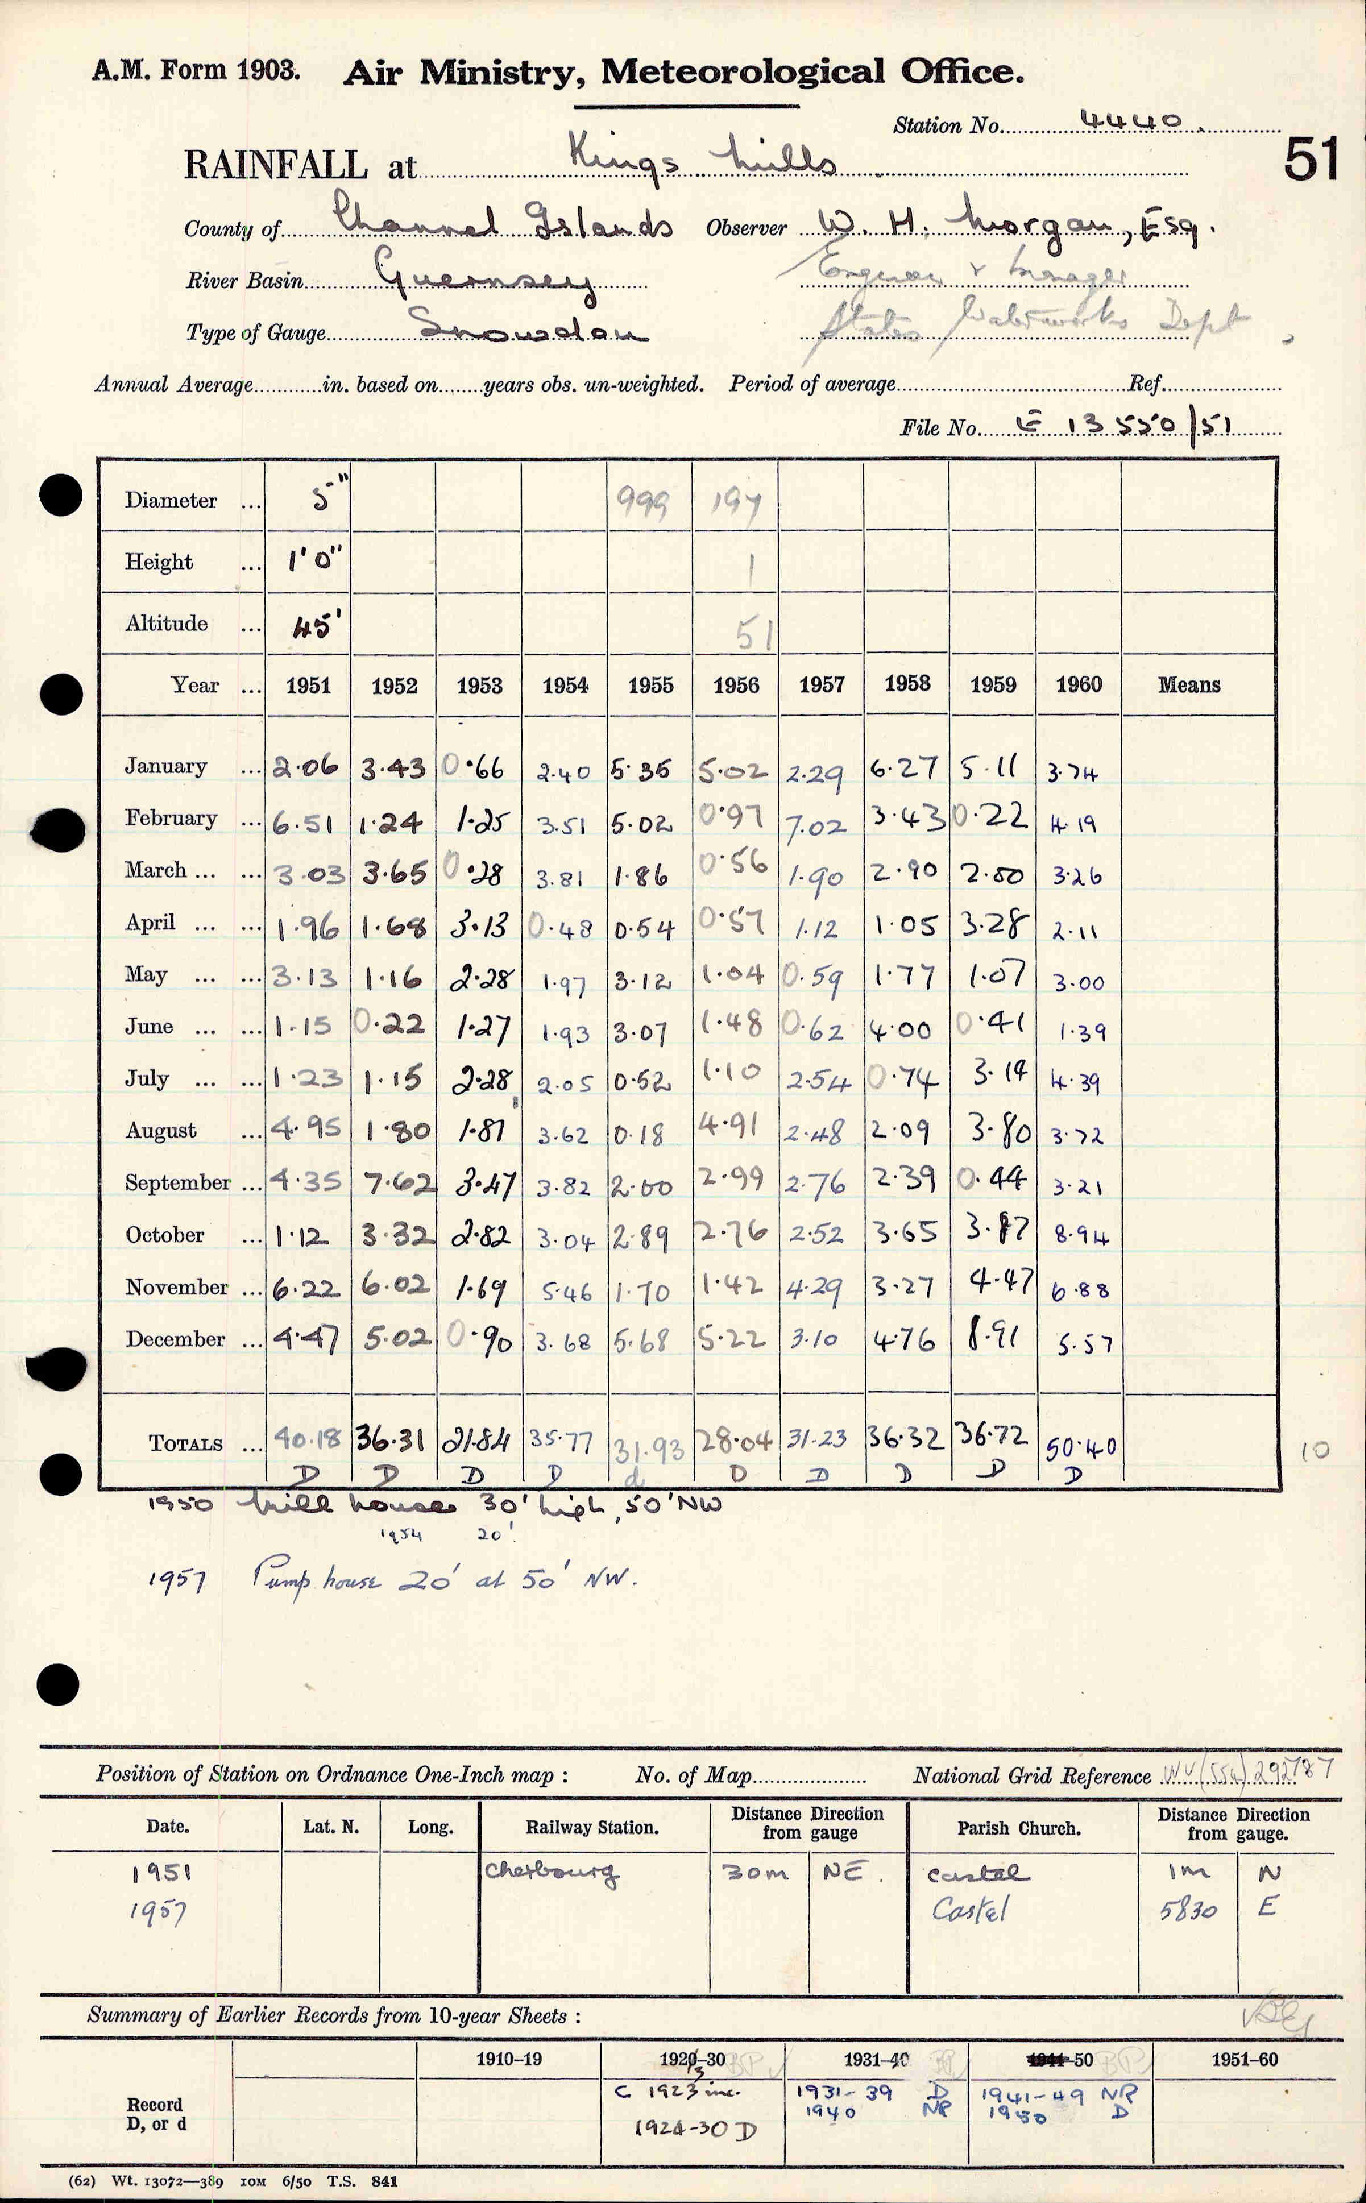 A.M. Form 1903. Air Ministry, Meteorological Office.
Station No. 4440.
51
RAINFALL at Kings Mills
County of Channel Islands Observer W. H. Morgan, Esq.
River Basin Guernsey Engineer & Manager
Type of Gauge Snowdon States Waterworks Dept,
Annual Average in. based on years obs. un-weighted. Period of average Ref.
File No. E 13550/51
Diameter ... 5" 999 197
Height ... 1'0" 1
Altitude ... 45' 51
Year ... 1951 1952 1953 1954 1955 1956 1957 1958 1959 1960 Means
January ... 2.06 3.43 0.66 2.40 5.35 5.02 2.29 6.27 5.11 3.74
February ... 6.51 1.24 1.25 3.51 5.02 0.97 7.02 3.43 0.22 4.19
March ... ... 3.03 3.65 0.28 3.81 1.86 0.56 1.90 2.90 2.00 3.26
April ... ... 1.96 1.68 3.13 0.48 0.54 0.57 1.12 1.05 3.28 2.11
May ... ... 3.13 1.16 2.28 1.97 3.12 1.04 0.59 1.77 1.07 3.00
June ... ... 1.15 0.22 1.27 1.93 3.07 1.48 0.62 4.00 0.41 1.39
July ... ... 1.23 1.15 2.28 2.05 0.52 1.10 2.54 0.74 3.14 4.39
August ... 4.95 1.80 1.81 3.62 0.18 4.91 2.48 2.09 3.80 3.72
September ... 4.35 7.62 3.47 3.82 2.00 2.99 2.76 2.39 0.44 3.21
October ... 1.12 3.32 2.82 3.04 2.89 2.76 2.52 3.65 3.87 8.94
November ... 6.22 6.02 1.69 5.46 1.70 1.42 4.29 3.27 4.47 6.88
December ... 4.47 5.02 0.90 3.68 5.68 5.22 3.10 4.76 8.91 5.57
TOTALS ... 40.18 36.31 21.84 35.77 31.93 28.04 31.23 36.32 36.72 50.40 10
D D D D d D D D D D
1950 Mill house 30' high, 50' NW
1954 20'
1957 Pump house 20' at 50' NW.
Position of Station on Ordnance One-Inch map : No. of Map National Grid Reference WV (554) 292787
Date. Lat. N. Long. Railway Station. Distance Direction from gauge Parish Church. Distance Direction from gauge.
1951 Cherbourg 30m NE. Castel 1m N
1957 Castel 5830 E
Summary of Earlier Records from 10-year Sheets :
1910-19 1920-30 BP 1931-40 BP 1941-50 BP 1951-60
Record D, or d
C 1923 inc. 1931-39 D 1941-49 NR
1940 NR 1950 D
1924-30 D
(62) Wt. 13072—389 10M 6/50 T.S. 841